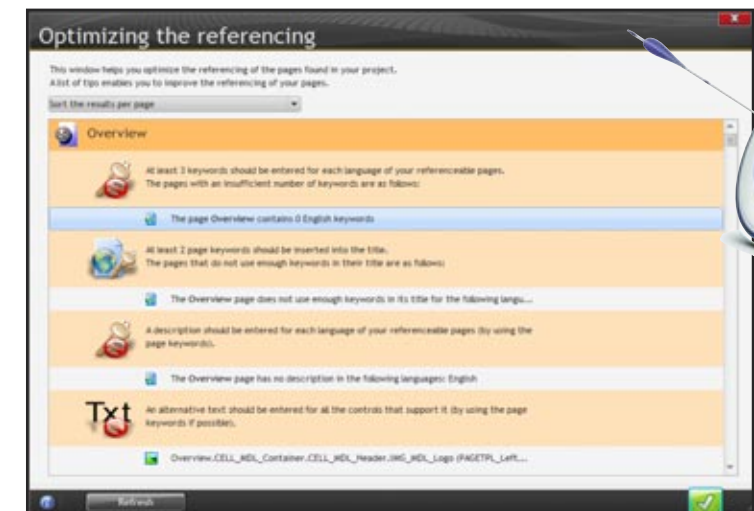 Optimizing the referencing
This window helps you optimize the referencing of the pages found in your project.
A list of tips enables you to improve the referencing of your pages.
Sort the results per page
Overview
At least 3 keywords should be entered for each language of your referenceable pages.
The pages with an insufficient number of keywords are as follows:
The page Overview contains 0 English keywords
At least 2 page keywords should be inserted into the title.
The pages that do not use enough keywords in their title are as follows:
The Overview page does not use enough keywords in its title for the following langu...
A description should be entered for each language of your referenceable pages (by using the
page keywords).
The Overview page has no description in the following languages: English
Txt
An alternative text should be entered for all the controls that support it (by using the page
keywords if possible).
Overview.CELL_MDL_Container.CELL_MDL_Header.IMG_MDL_Logo (PAGETPL_Left...
Refresh